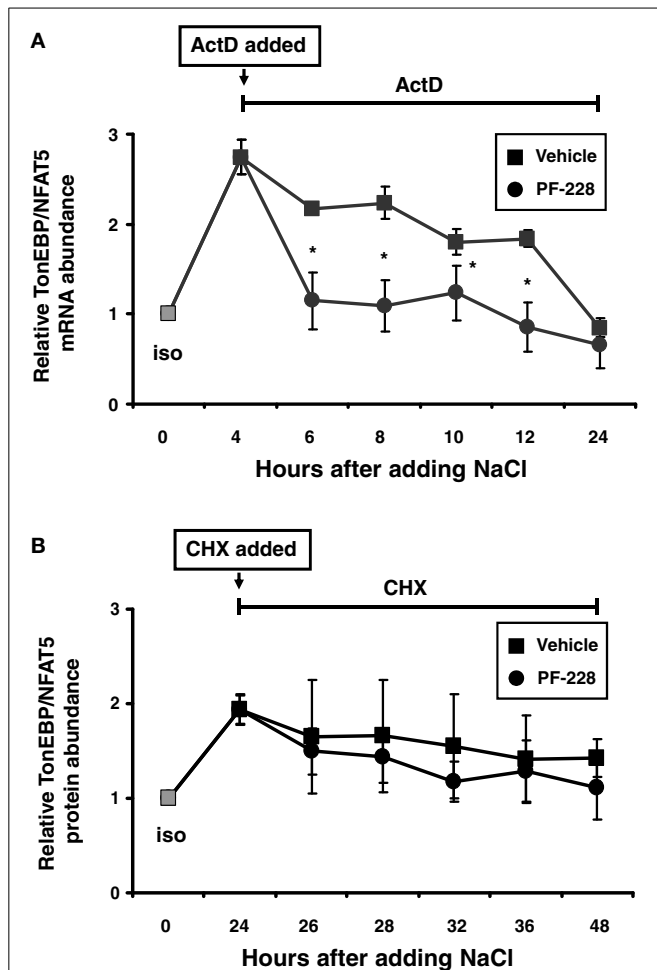 A
ActD added
ActD
3
2
1
0
Relative TonEBP/NFAT5
mRNA abundance
Vehicle
PF-228
* * * *
iso
0 4 6 8 10 12 24
Hours after adding NaCl
B
CHX added
CHX
3
2
1
0
Relative TonEBP/NFAT5
protein abundance
Vehicle
PF-228
iso
0 24 26 28 32 36 48
Hours after adding NaCl